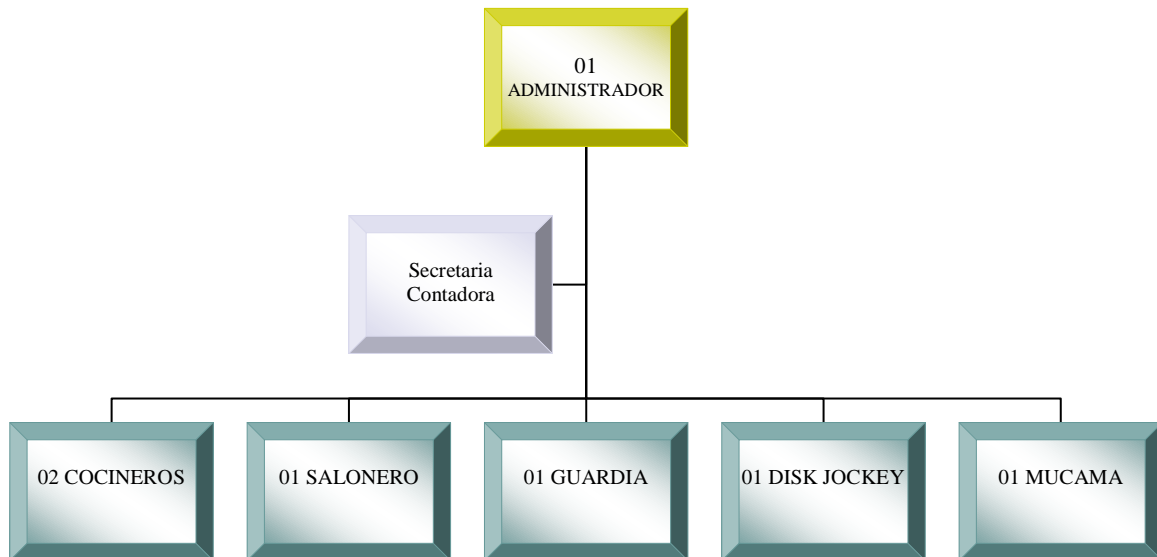 01
ADMINISTRADOR
Secretaria
Contadora
02 COCINEROS
01 SALONERO
01 GUARDIA
01 DISK JOCKEY
01 MUCAMA